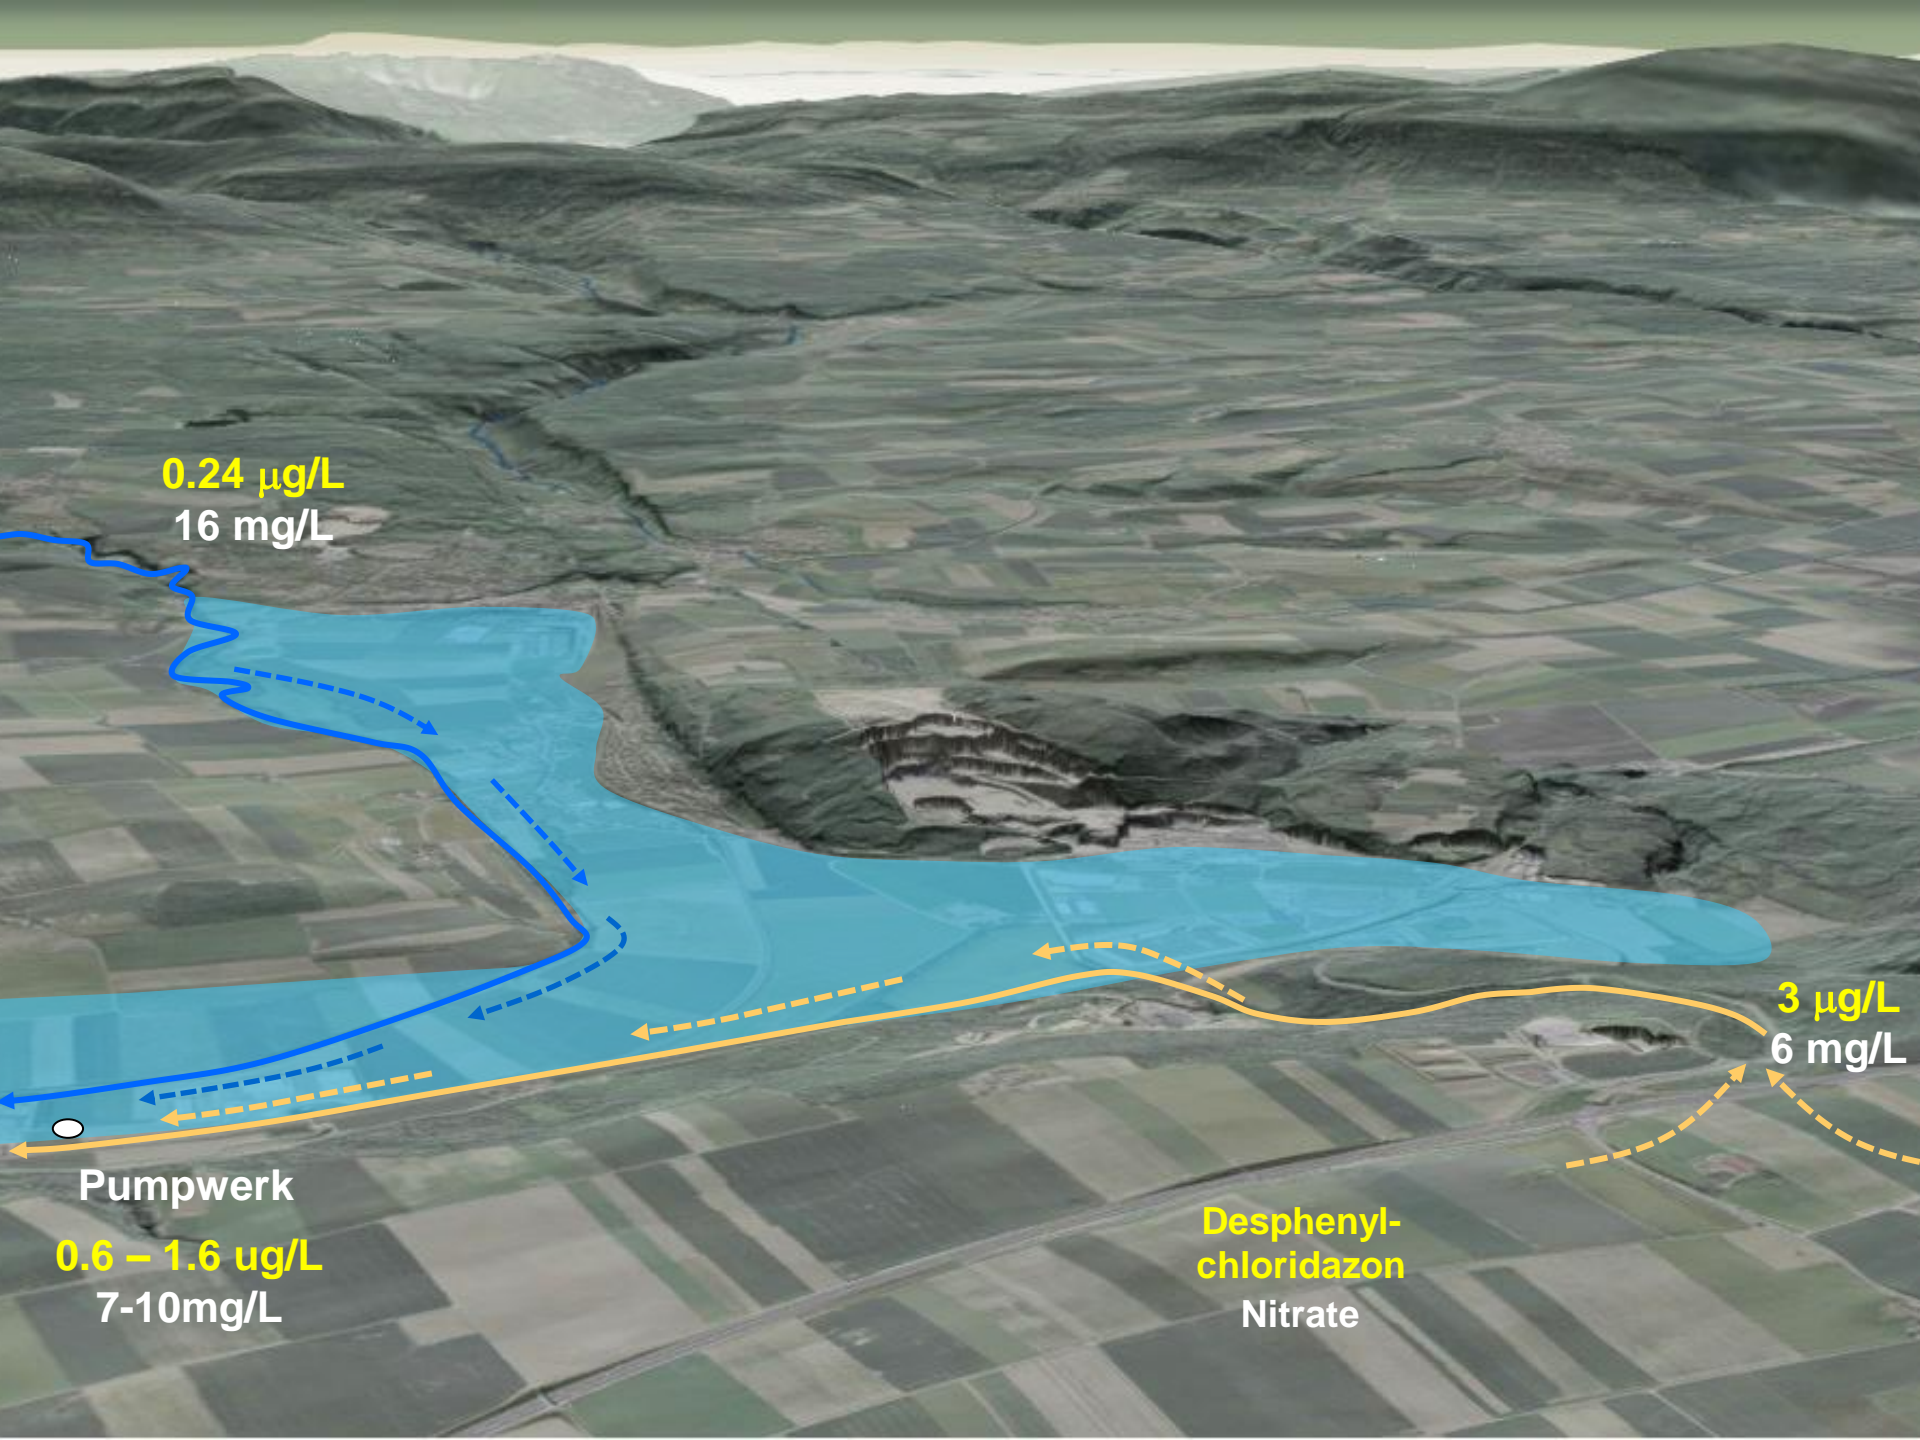 0.24 μg/L
16 mg/L
3 μg/L
6 mg/L
Pumpwerk
0.6 – 1.6 ug/L
7-10mg/L
Desphenyl-
chloridazon
Nitrate